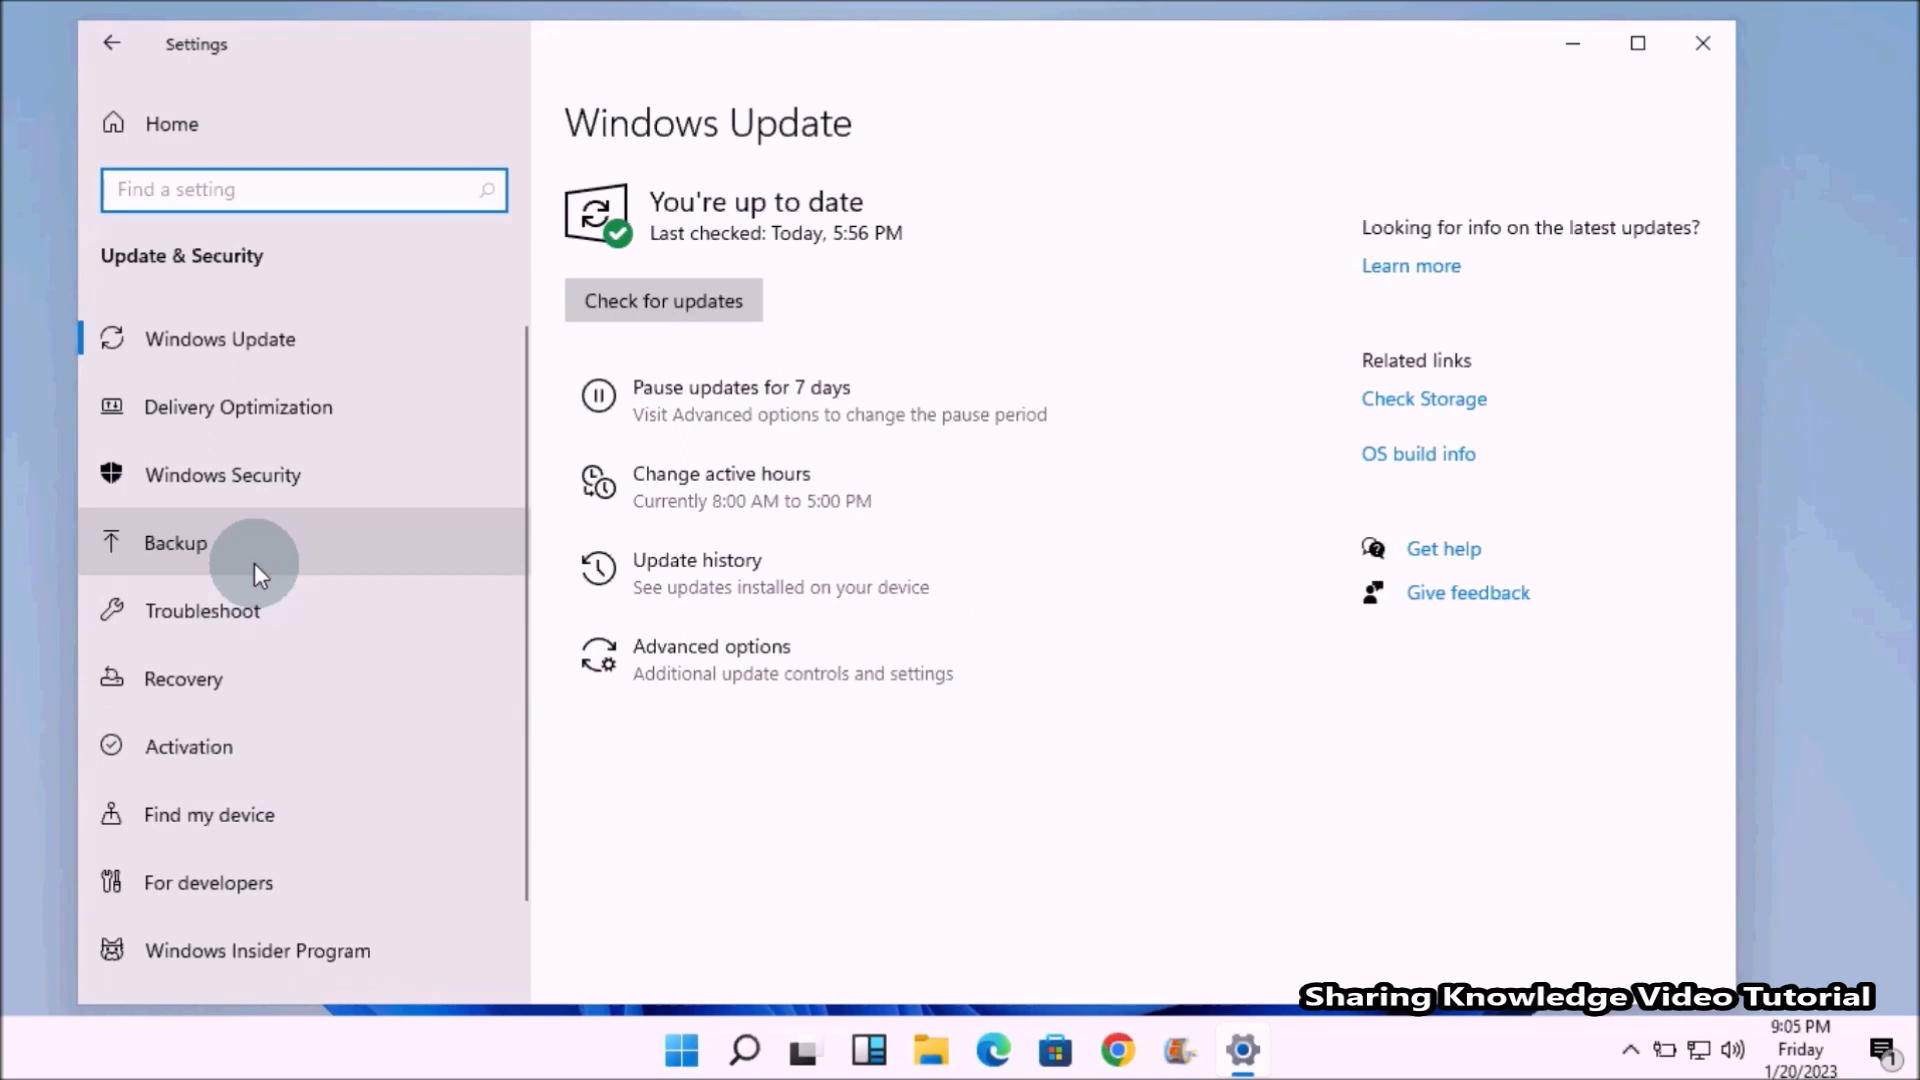 Settings
Home
Find a setting
Update & Security
Windows Update
Delivery Optimization
Windows Security
Backup
Troubleshoot
Recovery
Activation
Find my device
For developers
Windows Insider Program
Windows Update
You're up to date
Last checked: Today, 5:56 PM
Check for updates
Pause updates for 7 days
Visit Advanced options to change the pause period
Change active hours
Currently 8:00 AM to 5:00 PM
Update history
See updates installed on your device
Advanced options
Additional update controls and settings
Looking for info on the latest updates?
Learn more
Related links
Check Storage
OS build info
Get help
Give feedback
Sharing Knowledge Video Tutorial
9:05 PM
Friday
1/20/2023
1